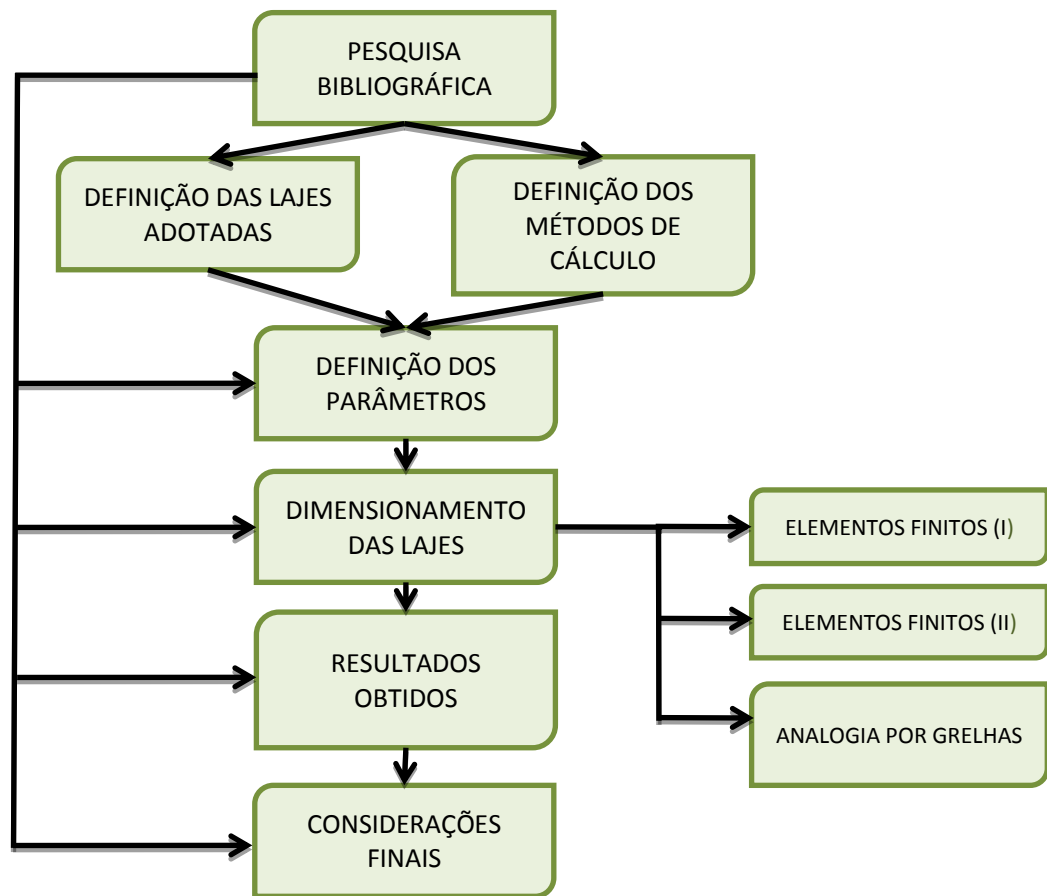 PESQUISA
BIBLIOGRÁFICA
DEFINIÇÃO DAS LAJES
ADOTADAS
DEFINIÇÃO DOS
MÉTODOS DE
CÁLCULO
DEFINIÇÃO DOS
PARÂMETROS
DIMENSIONAMENTO
DAS LAJES
ELEMENTOS FINITOS (I)
ELEMENTOS FINITOS (II)
ANALOGIA POR GRELHAS
RESULTADOS
OBTIDOS
CONSIDERAÇÕES
FINAIS